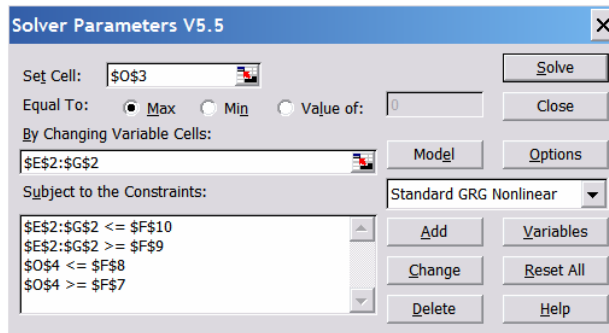 Solver Parameters V5.5
Set Cell: $O$3 Solve
Equal To: Max Min Value of: 0 Close
By Changing Variable Cells:
$E$2:$G$2 Model Options
Subject to the Constraints: Standard GRG Nonlinear
$E$2:$G$2 <= $F$10 Add Variables
$E$2:$G$2 >= $F$9
$O$4 <= $F$8 Change Reset All
$O$4 >= $F$7
Delete Help